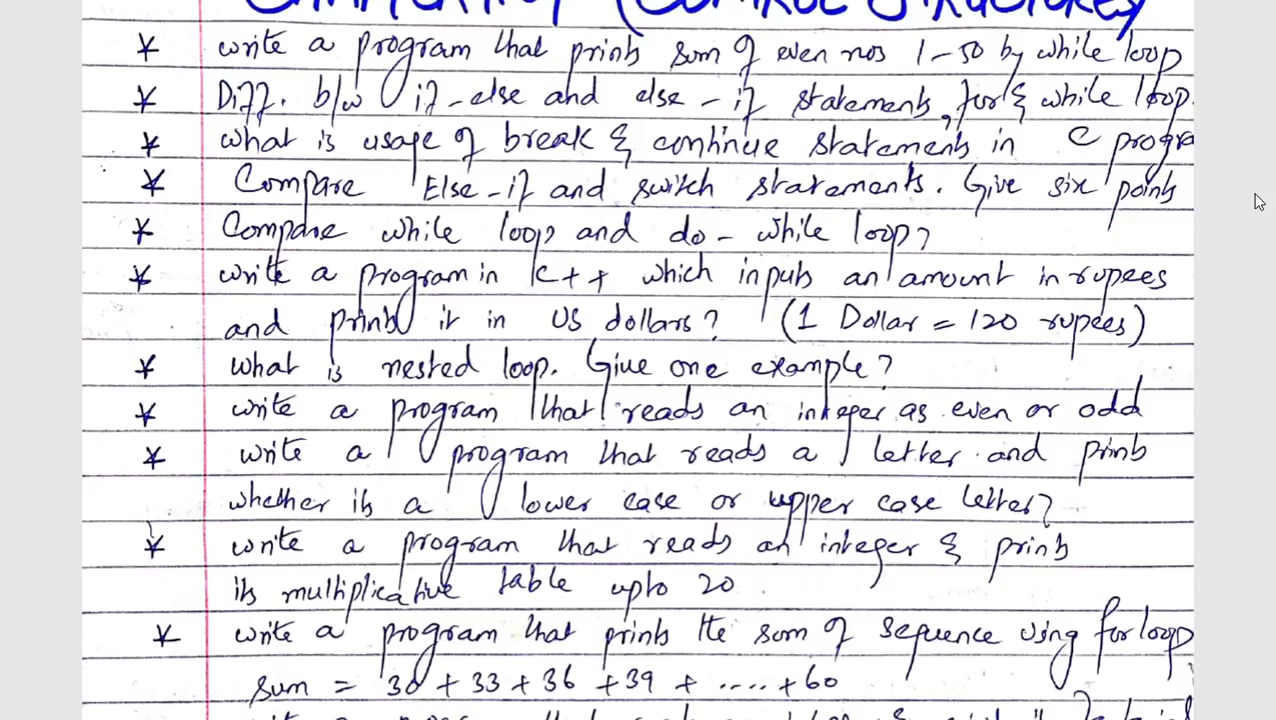 (CONTROL STRUCTURES)
* write a program that prints sum of even nos 1-50 by while loop
* Diff. b/w if-else and else-if statements, for & while loop.
* what is usage of break & continue statements in C progra
* Compare Else-if and switch statements. Give six points
* Compare while loop and do-while loop?
* write a program in C++ which inputs an amount in rupees
and prints it in US dollars? (1 Dollar = 120 rupees)
* what is nested loop. Give one example?
* write a program that reads an integer as even or odd
* write a program that reads a letter and prints
whether its a lower case or upper case letter?
* write a program that reads an integer & prints
its multiplicative table upto 20
* write a program that prints the sum of sequence using for loop
sum = 30 + 33 + 36 + 39 + .... + 60